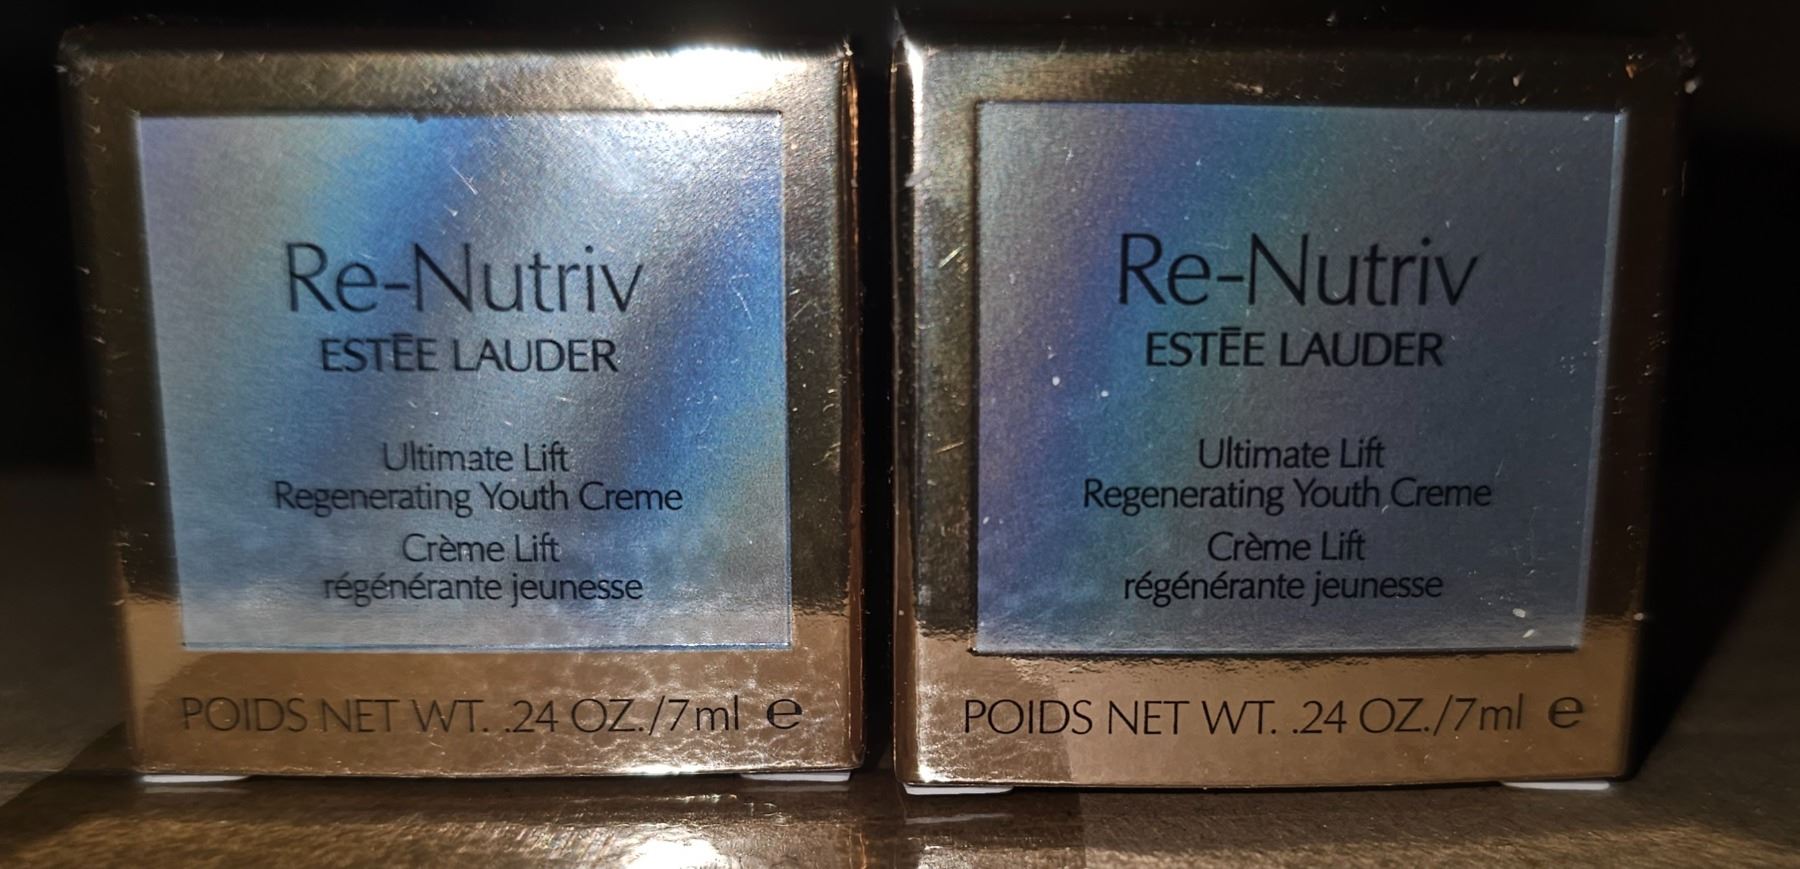 Re-Nutriv
ESTĒE LAUDER
Ultimate Lift
Regenerating Youth Creme
Crème Lift
régénérante jeunesse
POIDS NET WT. .24 OZ./7ml e
Re-Nutriv
ESTĒE LAUDER
Ultimate Lift
Regenerating Youth Creme
Crème Lift
régénérante jeunesse
POIDS NET WT. .24 OZ./7ml e